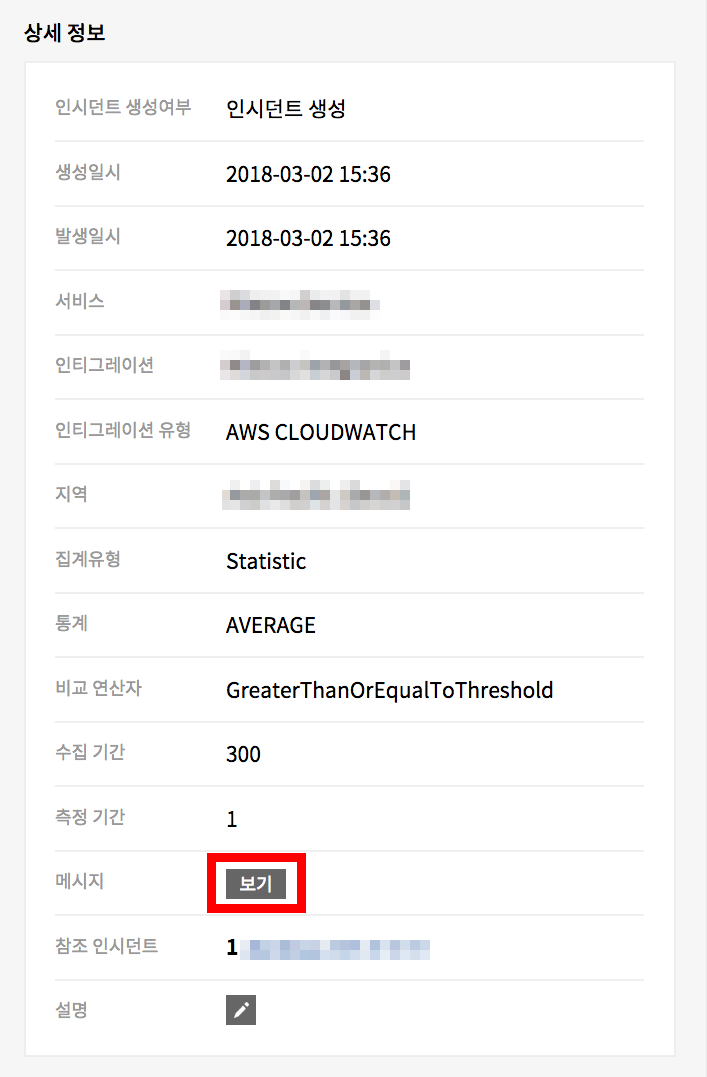 상세 정보
인시던트 생성여부 인시던트 생성
생성일시 2018-03-02 15:36
발생일시 2018-03-02 15:36
서비스
인티그레이션
인티그레이션 유형 AWS CLOUDWATCH
지역
집계유형 Statistic
통계 AVERAGE
비교 연산자 GreaterThanOrEqualToThreshold
수집 기간 300
측정 기간 1
메시지 보기
참조 인시던트 1
설명